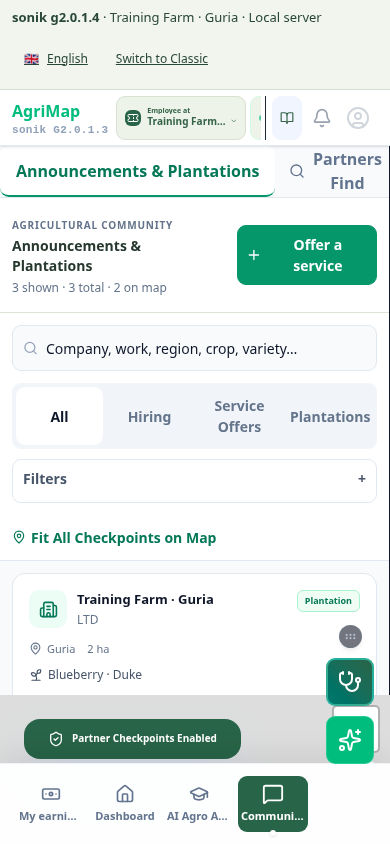 sonik g2.0.1.4 · Training Farm · Guria · Local server
English Switch to Classic
AgriMap
sonik G2.0.1.3
Employee at
Training Farm...
Announcements & Plantations
Partners
Find
AGRICULTURAL COMMUNITY
Announcements &
Plantations
3 shown · 3 total · 2 on map
+ Offer a
service
Company, work, region, crop, variety...
All
Hiring
Service
Offers
Plantations
Filters +
Fit All Checkpoints on Map
Training Farm · Guria
LTD
Plantation
Guria 2 ha
Blueberry · Duke
Partner Checkpoints Enabled
My earni...
Dashboard
AI Agro A...
Communi...